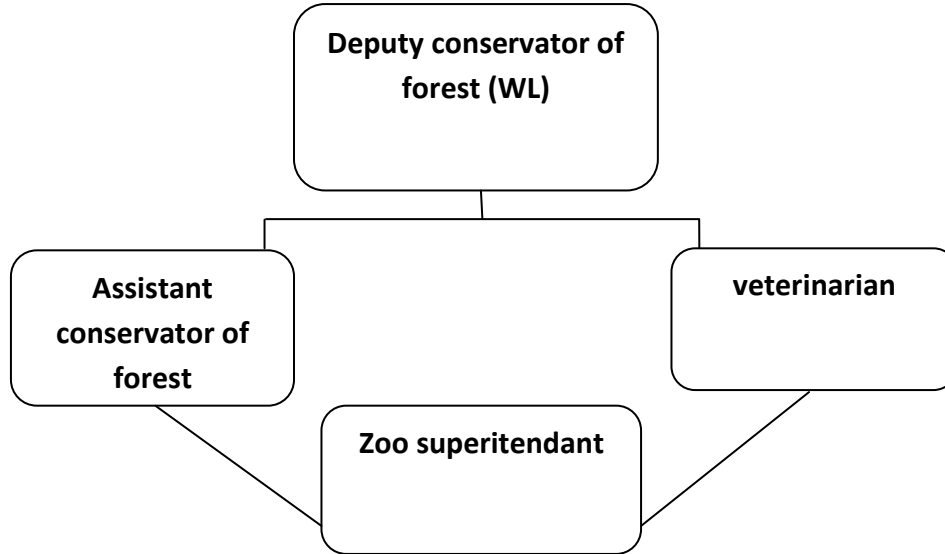 Deputy conservator of
forest (WL)
Assistant
conservator of
forest
veterinarian
Zoo superitendant